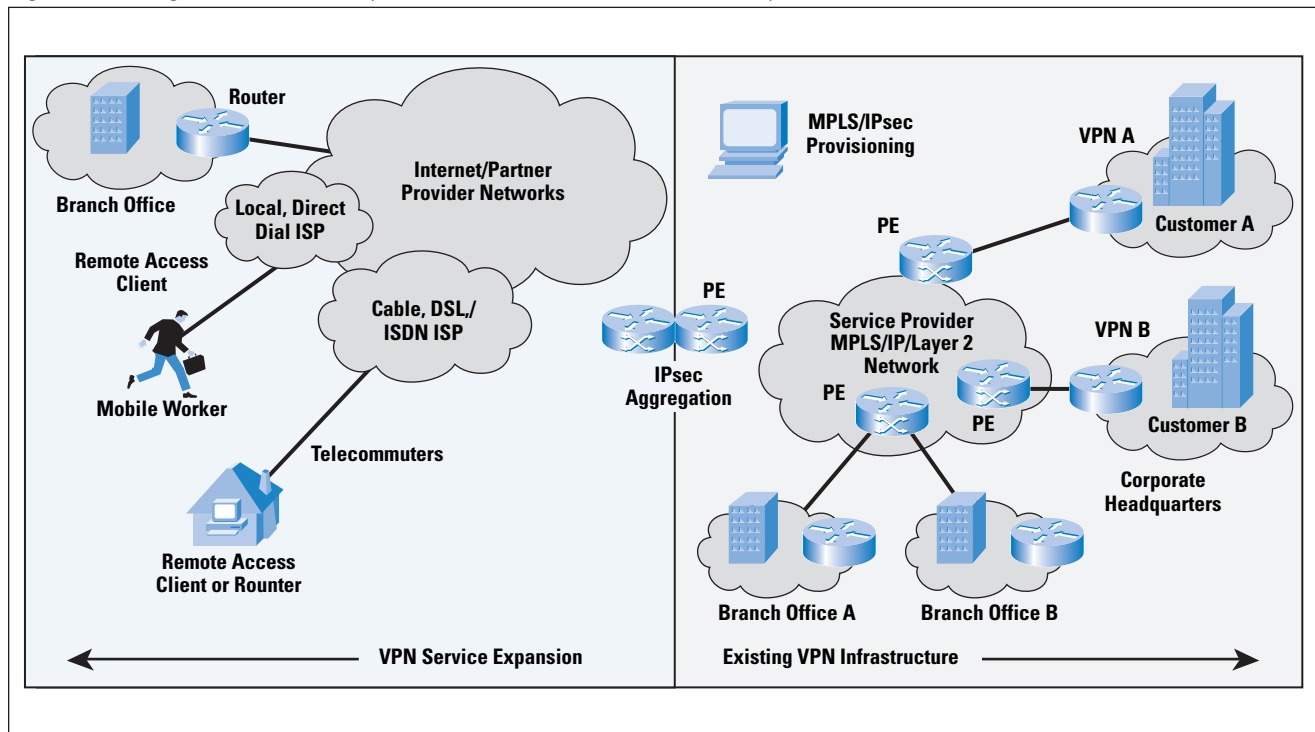 Router
Branch Office
Internet/Partner
Provider Networks
Local, Direct
Dial ISP
Remote Access
Client
Mobile Worker
Cable, DSL,/
ISDN ISP
Telecommuters
Remote Access
Client or Rounter
VPN Service Expansion
PE
IPsec
Aggregation
MPLS/IPsec
Provisioning
VPN A
Customer A
PE
Service Provider
MPLS/IP/Layer 2
Network
PE
PE
VPN B
Customer B
Corporate
Headquarters
Branch Office A
Branch Office B
Existing VPN Infrastructure